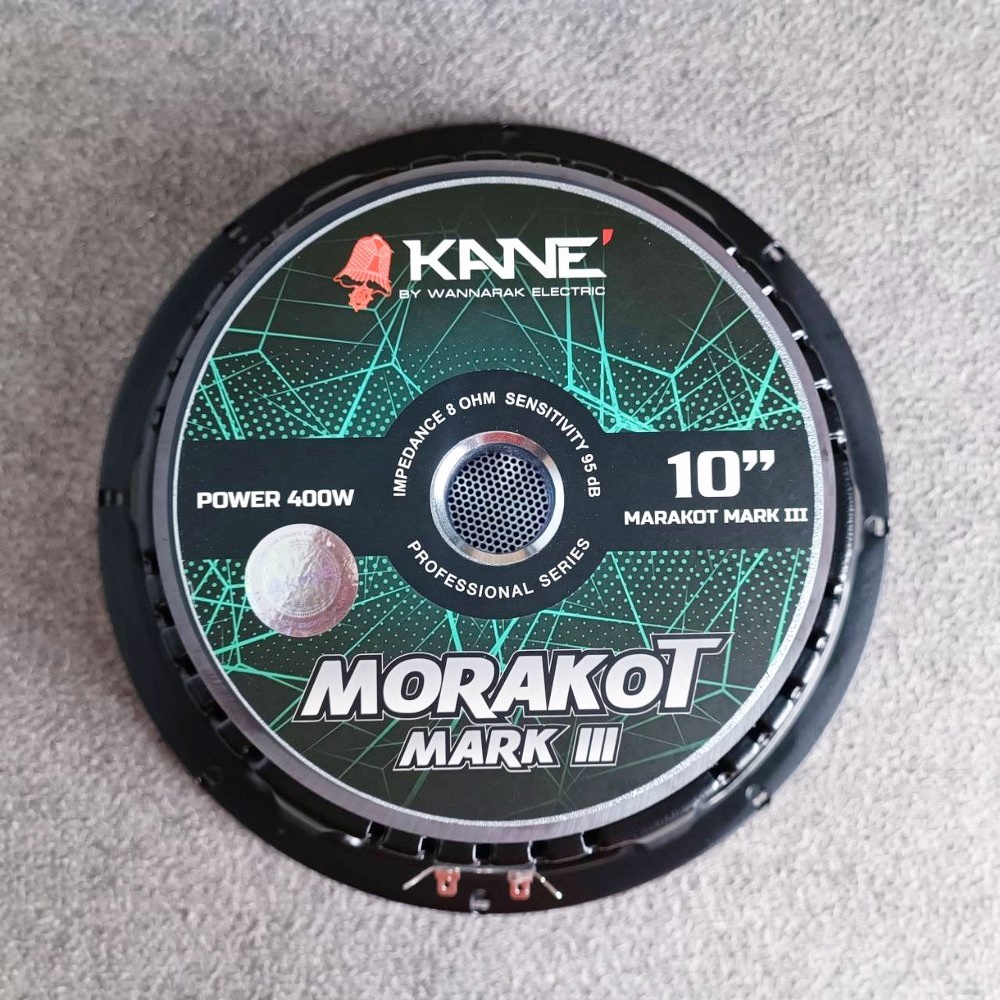 KANE'
BY WANNARAK ELECTRIC
IMPEDANCE 8 OHM SENSITIVITY 95 dB
POWER 400W
10”
MARAKOT MARK III
PROFESSIONAL SERIES
MORAKOT
MARK III